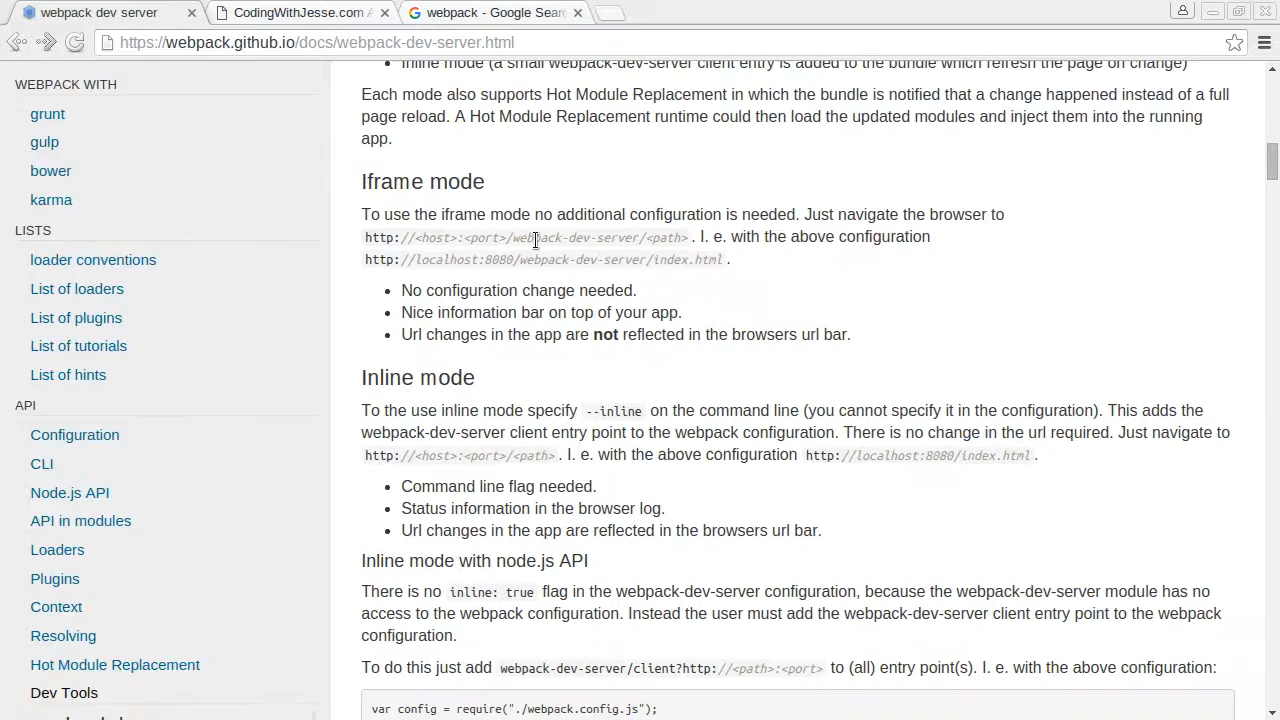 webpack dev server
CodingWithJesse.com A
webpack - Google Sear
https://webpack.github.io/docs/webpack-dev-server.html
WEBPACK WITH
grunt
gulp
bower
karma
LISTS
loader conventions
List of loaders
List of plugins
List of tutorials
List of hints
API
Configuration
CLI
Node.js API
API in modules
Loaders
Plugins
Context
Resolving
Hot Module Replacement
Dev Tools
Inline mode (a small webpack-dev-server client entry is added to the bundle which refresh the page on change)
Each mode also supports Hot Module Replacement in which the bundle is notified that a change happened instead of a full
page reload. A Hot Module Replacement runtime could then load the updated modules and inject them into the running
app.
Iframe mode
To use the iframe mode no additional configuration is needed. Just navigate the browser to
http://<host>:<port>/webpack-dev-server/<path> . I. e. with the above configuration
http://localhost:8080/webpack-dev-server/index.html .
No configuration change needed.
Nice information bar on top of your app.
Url changes in the app are not reflected in the browsers url bar.
Inline mode
To the use inline mode specify --inline on the command line (you cannot specify it in the configuration). This adds the
webpack-dev-server client entry point to the webpack configuration. There is no change in the url required. Just navigate to
http://<host>:<port>/<path> . I. e. with the above configuration http://localhost:8080/index.html .
Command line flag needed.
Status information in the browser log.
Url changes in the app are reflected in the browsers url bar.
Inline mode with node.js API
There is no inline: true flag in the webpack-dev-server configuration, because the webpack-dev-server module has no
access to the webpack configuration. Instead the user must add the webpack-dev-server client entry point to the webpack
configuration.
To do this just add webpack-dev-server/client?http://<path>:<port> to (all) entry point(s). I. e. with the above configuration:
var config = require("./webpack.config.js");